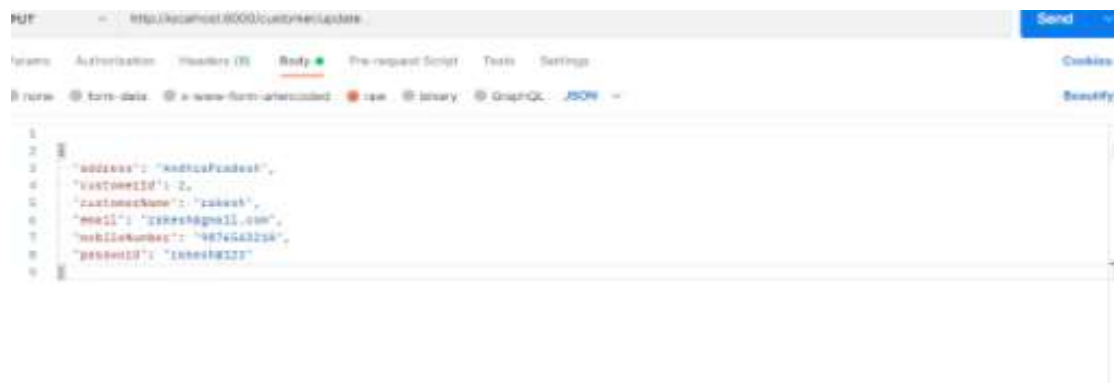 PUT http://localhost:8000/customer/update Send
Params Authorization Headers (9) Body Pre-request Script Tests Settings Cookies
none form-data x-www-form-urlencoded raw binary GraphQL JSON Beautify
1
2 {
3 "address": "AndhraPradesh",
4 "customerId": 2,
5 "customerName": "rakesh",
6 "email": "rakesh@gmail.com",
7 "mobileNumber": "9876543210",
8 "password": "rakesh@123"
9 }